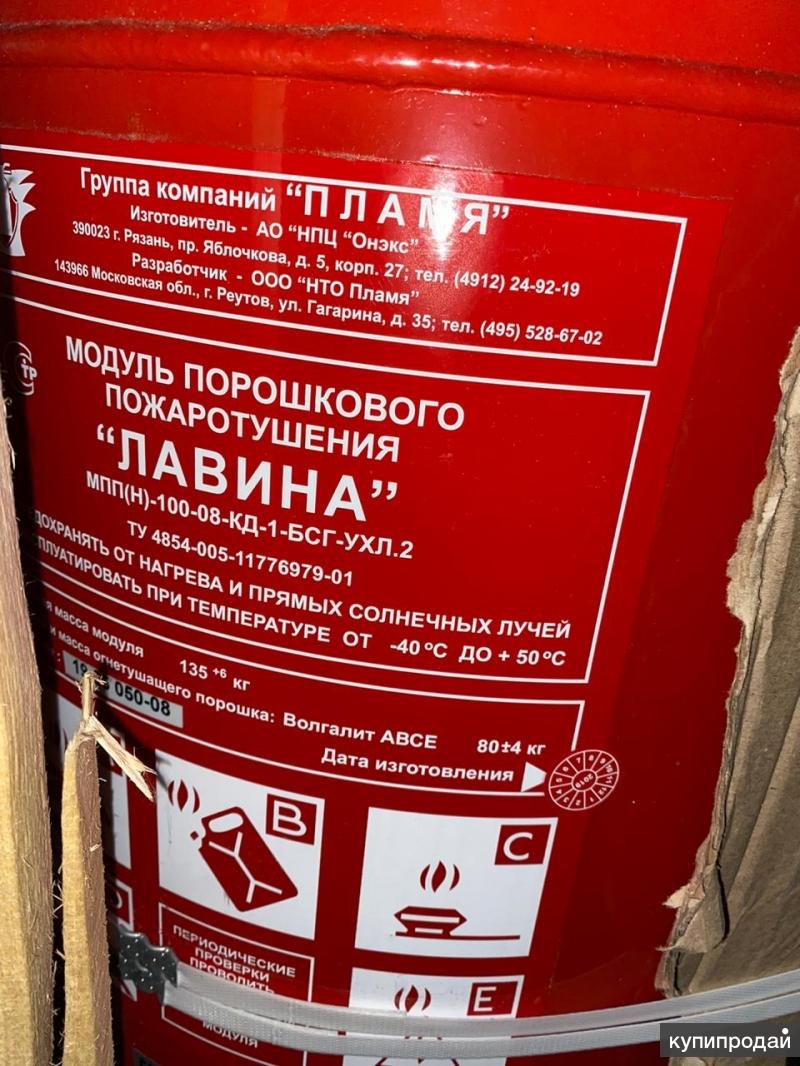 Группа компаний “ПЛАМЯ”
Изготовитель - АО “НПЦ “Онэкс”
390023 г. Рязань, пр. Яблочкова, д. 5, корп. 27; тел. (4912) 24-92-19
Разработчик - ООО “НТО Пламя”
143966 Московская обл., г. Реутов, ул. Гагарина, д. 35; тел. (495) 528-67-02
МОДУЛЬ ПОРОШКОВОГО
ПОЖАРОТУШЕНИЯ
“ЛАВИНА”
МПП(Н)-100-08-КД-1-БСГ-УХЛ.2
ТУ 4854-005-11776979-01
ДОХРАНЯТЬ ОТ НАГРЕВА И ПРЯМЫХ СОЛНЕЧНЫХ ЛУЧЕЙ
ПЛУАТИРОВАТЬ ПРИ ТЕМПЕРАТУРЕ ОТ -40°С ДО + 50°С
я масса модуля 135 +6 кг
и масса огнетушащего порошка: Волгалит АВСЕ 80±4 кг
050-08
Дата изготовления
2019
B
C
ПЕРИОДИЧЕСКИЕ
ПРОВЕРКИ
ПРОВОДИТЬ
МОДУЛЯ
E
купипродай